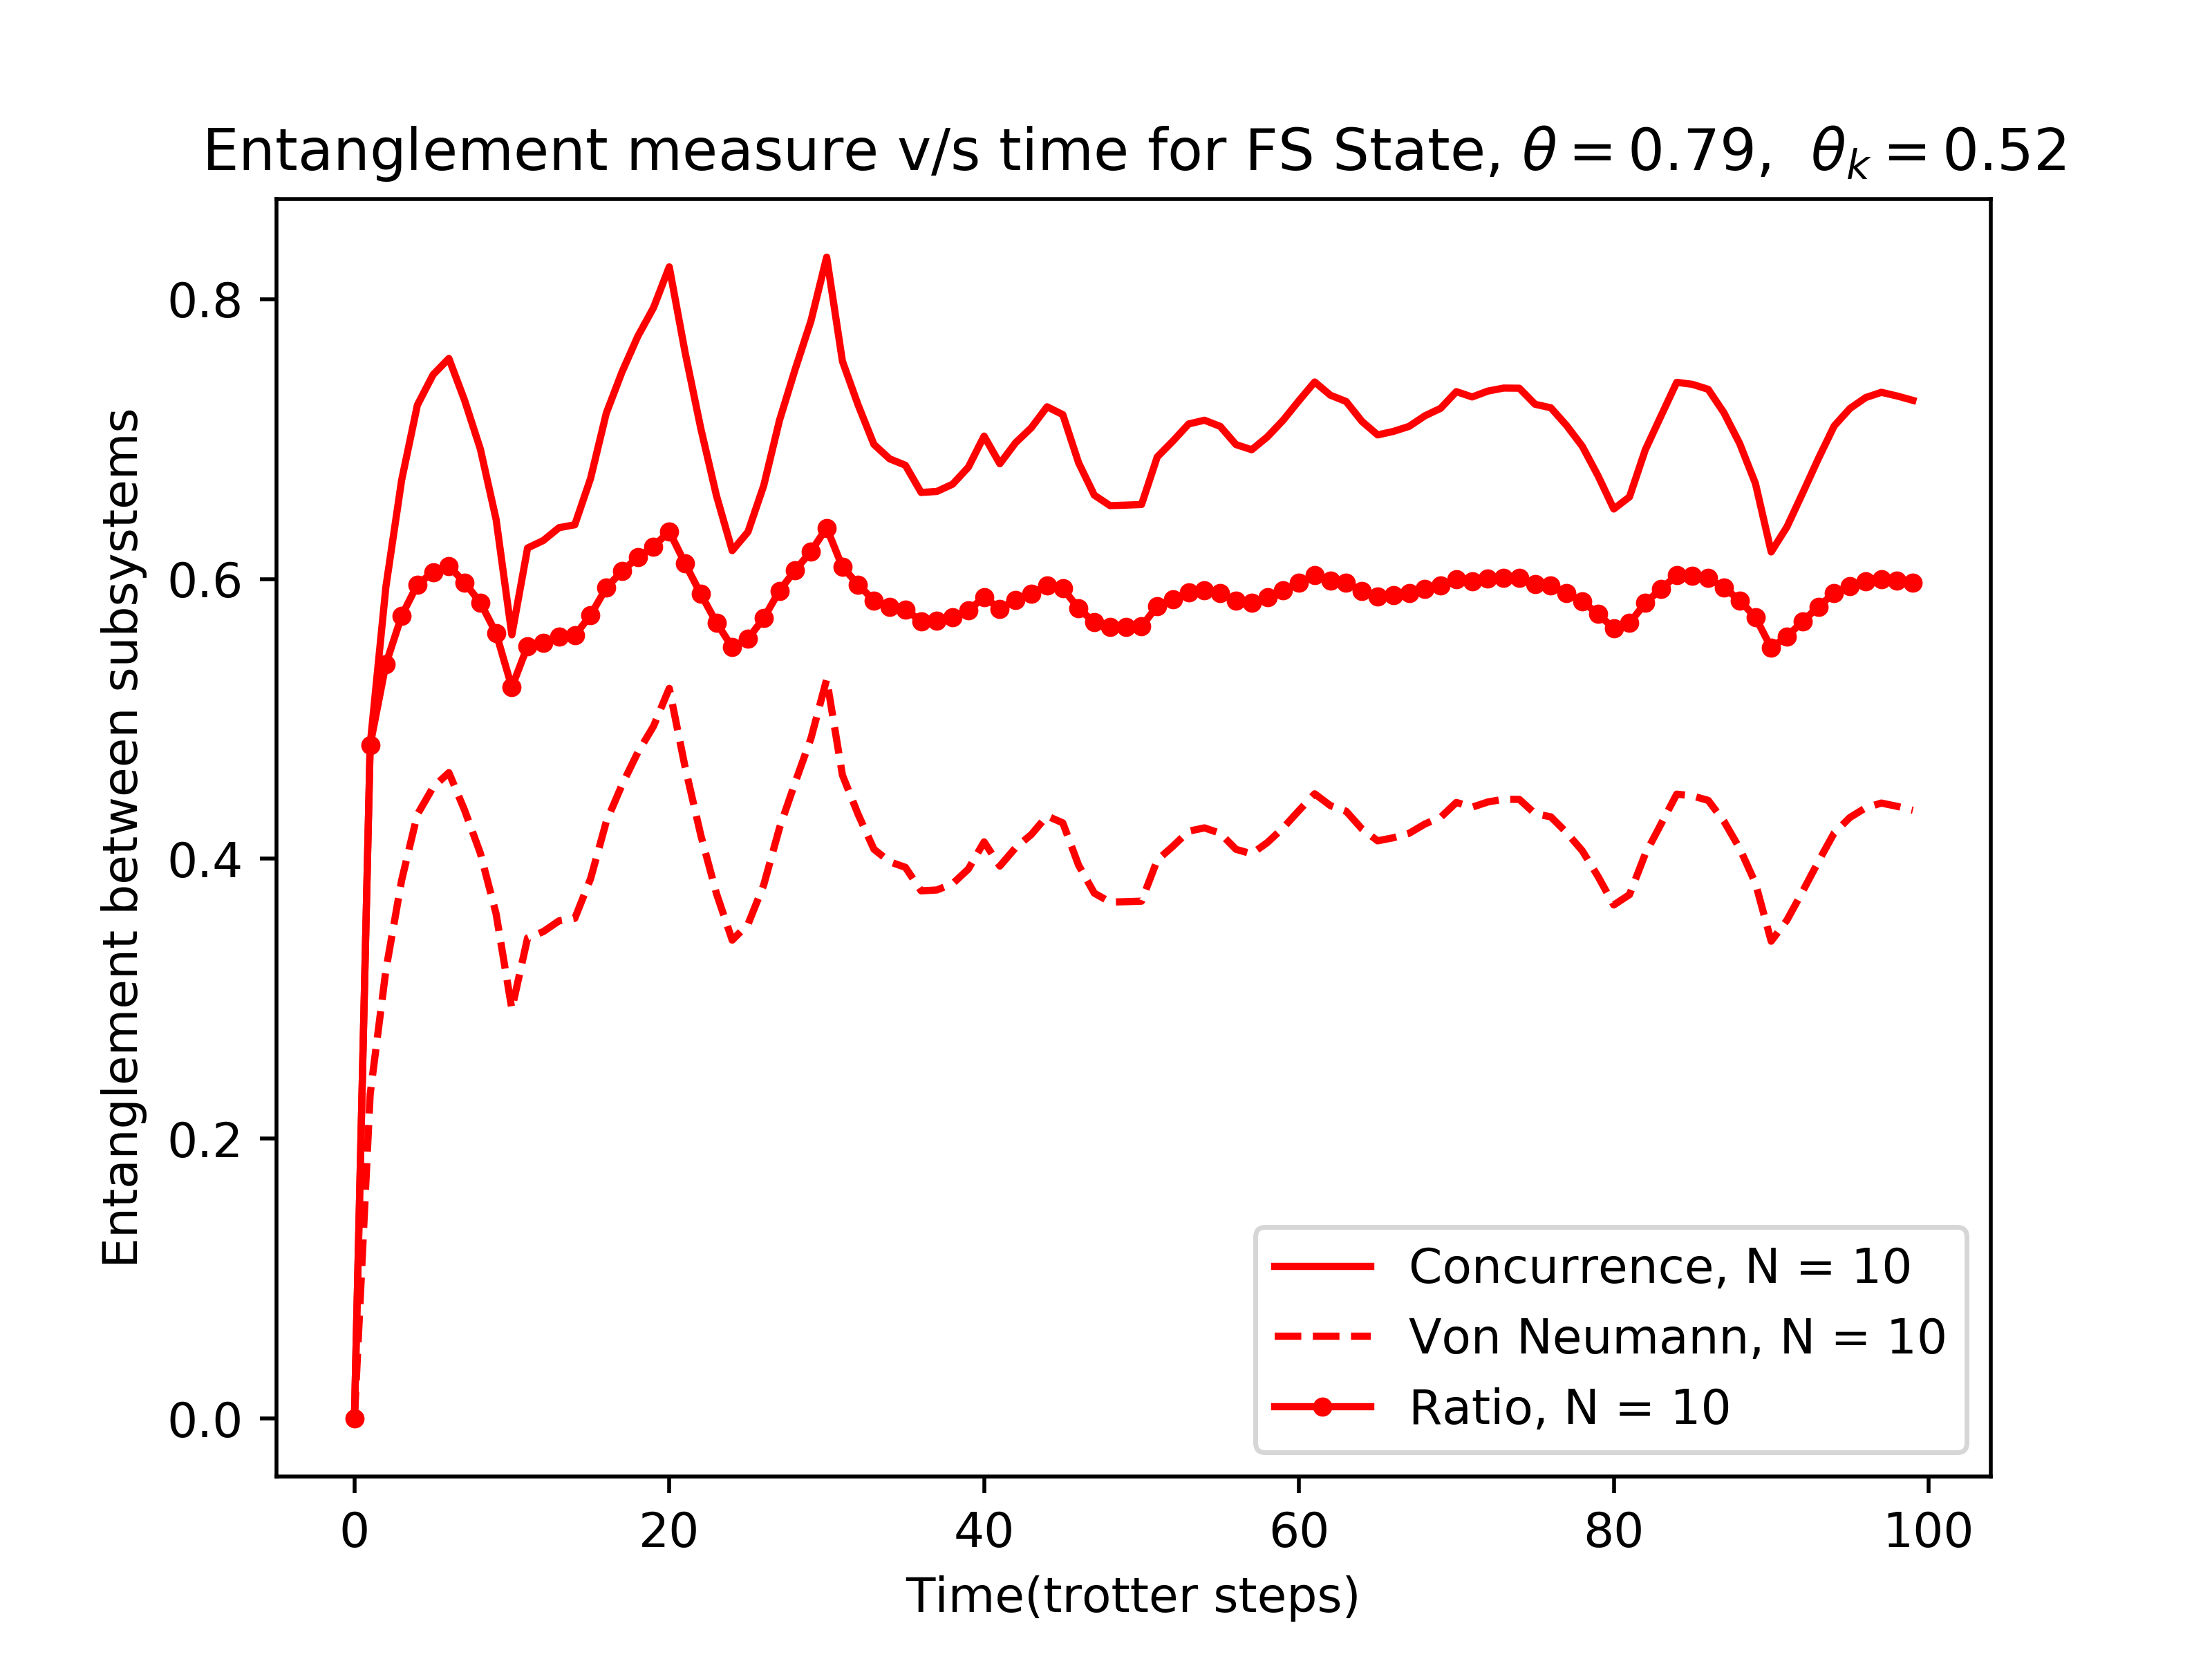 Entanglement measure v/s time for FS State, θ = 0.79, θ_k = 0.52
Entanglement between subsystems
0.8
0.6
0.4
0.2
0.0
Concurrence, N = 10
Von Neumann, N = 10
Ratio, N = 10
0 20 40 60 80 100
Time(trotter steps)